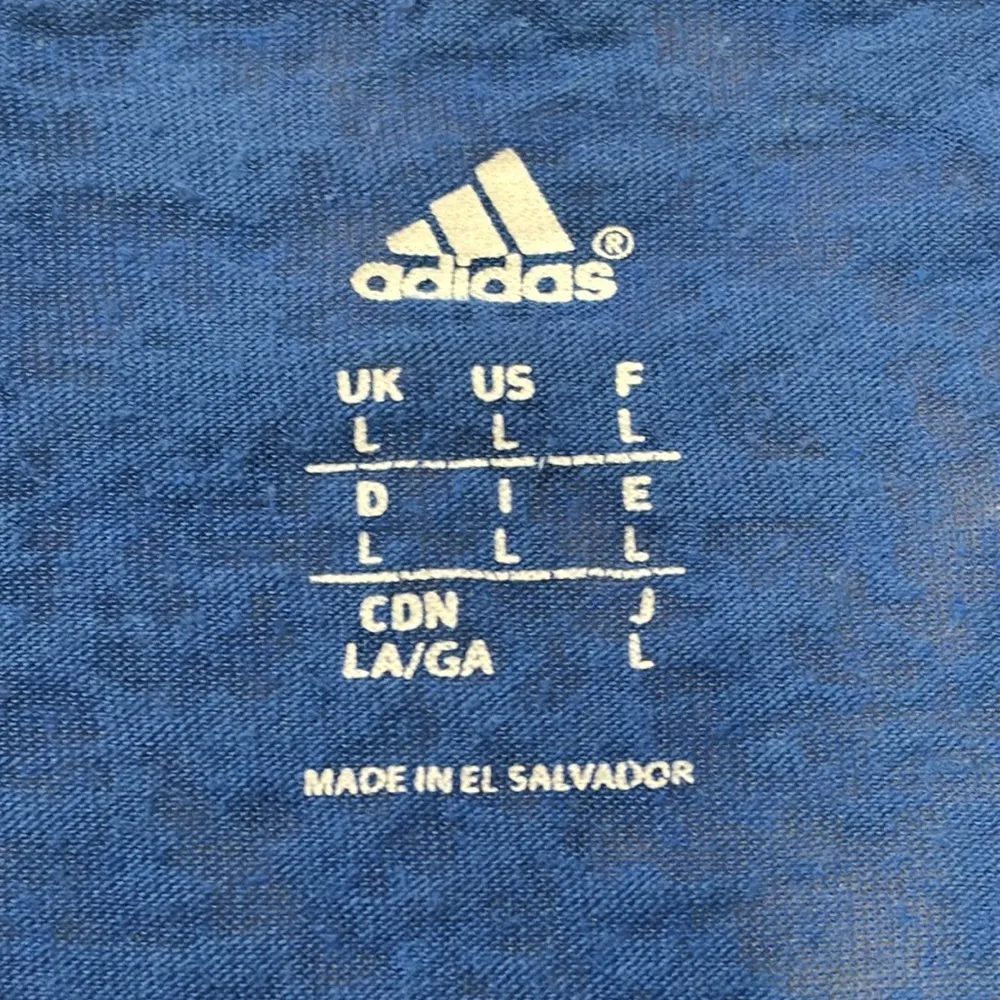 adidas®
UK US F
L L L
D I E
L L L
CDN J
LA/GA L
MADE IN EL SALVADOR